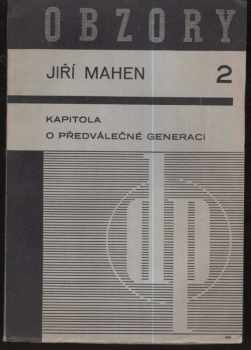 OBZORY
JIŘÍ MAHEN 2
KAPITOLA
O PŘEDVÁLEČNÉ GENERACI
dp